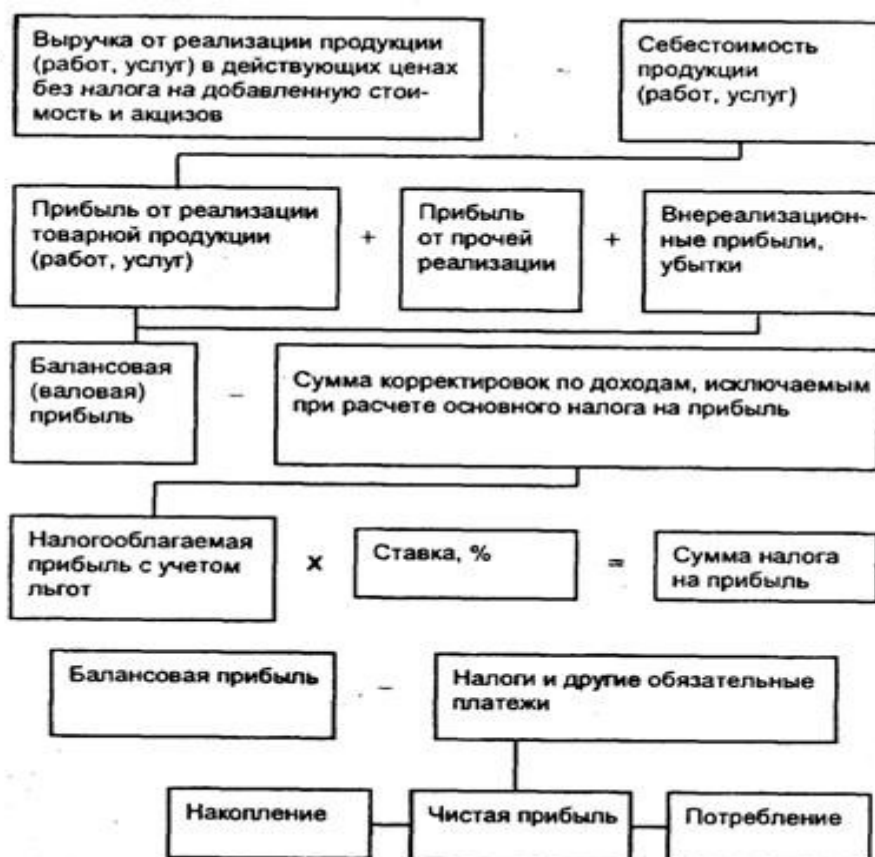 Выручка от реализации продукции
(работ, услуг) в действующих ценах
без налога на добавленную стои-
мость и акцизов
-
Себестоимость
продукции
(работ, услуг)
Прибыль от реализации
товарной продукции
(работ, услуг)
+
Прибыль
от прочей
реализации
+
Внереализацион-
ные прибыли,
убытки
Балансовая
(валовая)
прибыль
-
Сумма корректировок по доходам, исключаемым
при расчете основного налога на прибыль
Налогооблагаемая
прибыль с учетом
льгот
x
Ставка, %
=
Сумма налога
на прибыль
Балансовая прибыль
-
Налоги и другие обязательные
платежи
Накопление
Чистая прибыль
Потребление